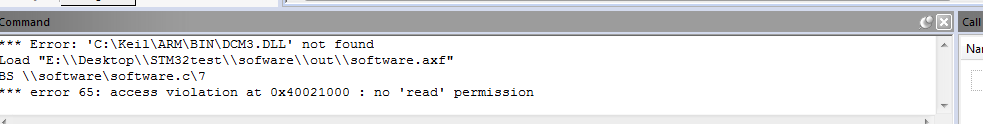 Command
*** Error: 'C:\Keil\ARM\BIN\DCM3.DLL' not found
Load "E:\\Desktop\\STM32test\\sofware\\out\\software.axf"
BS \\software\software.c\7
*** error 65: access violation at 0x40021000 : no 'read' permission
Call
Nar